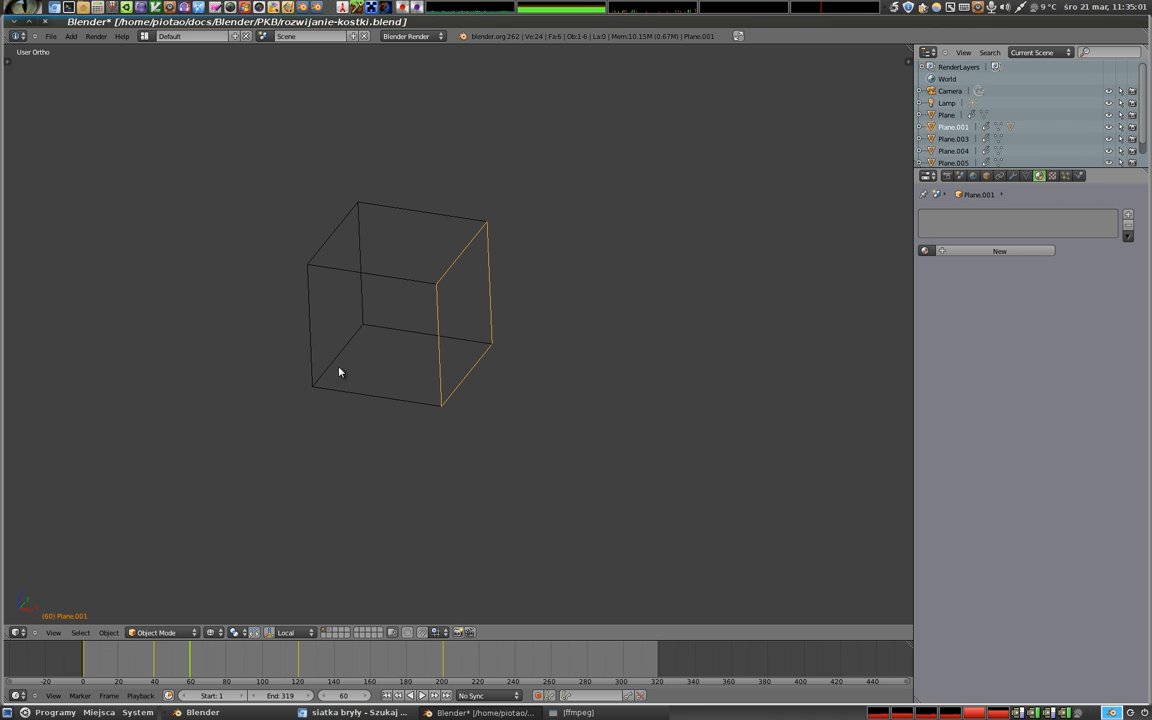 9 °C śro 21 mar, 11:35:01
Blender* [/home/piotao/docs/Blender/PKB/rozwijanie-kostki.blend]
File Add Render Help Default Scene Blender Render blender.org 262 | Ve:24 | Fa:6 | Ob:1-6 | La:0 | Mem:10.15M (0.67M) | Plane.001
User Ortho
View Search Current Scene
RenderLayers
World
Camera
Lamp
Plane
Plane.001
Plane.003
Plane.004
Plane.005
Plane.001
New
(60) Plane.001
View Select Object Object Mode Local
-20 0 20 40 60 80 100 120 140 160 180 200 220 240 260 280 300 320 340 360 380 400 420 440
View Marker Frame Playback Start: 1 End: 319 60 No Sync
Programy Miejsca System Blender siatka bryły - Szukaj ... Blender* [/home/piotao/... [ffmpeg]